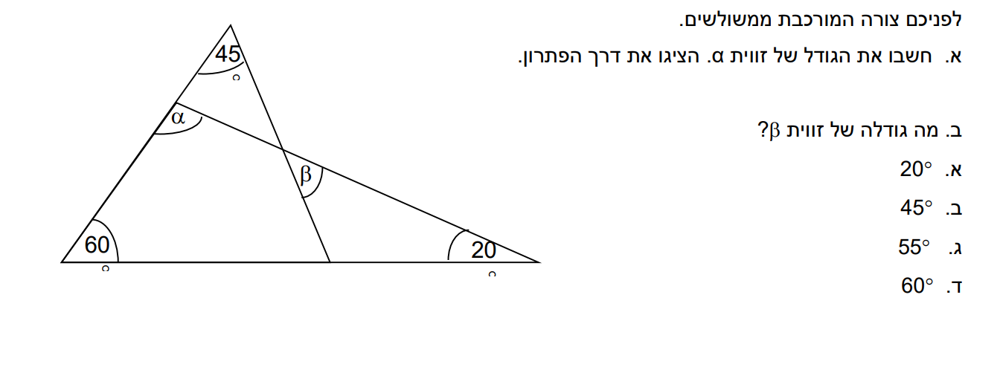 לפניכם צורה המורכבת ממשולשים.
א. חשבו את הגודל של זווית α. הציגו את דרך הפתרון.
ב. מה גודלה של זווית β?
א. 20°
ב. 45°
ג. 55°
ד. 60°
45°
α
β
60°
20°